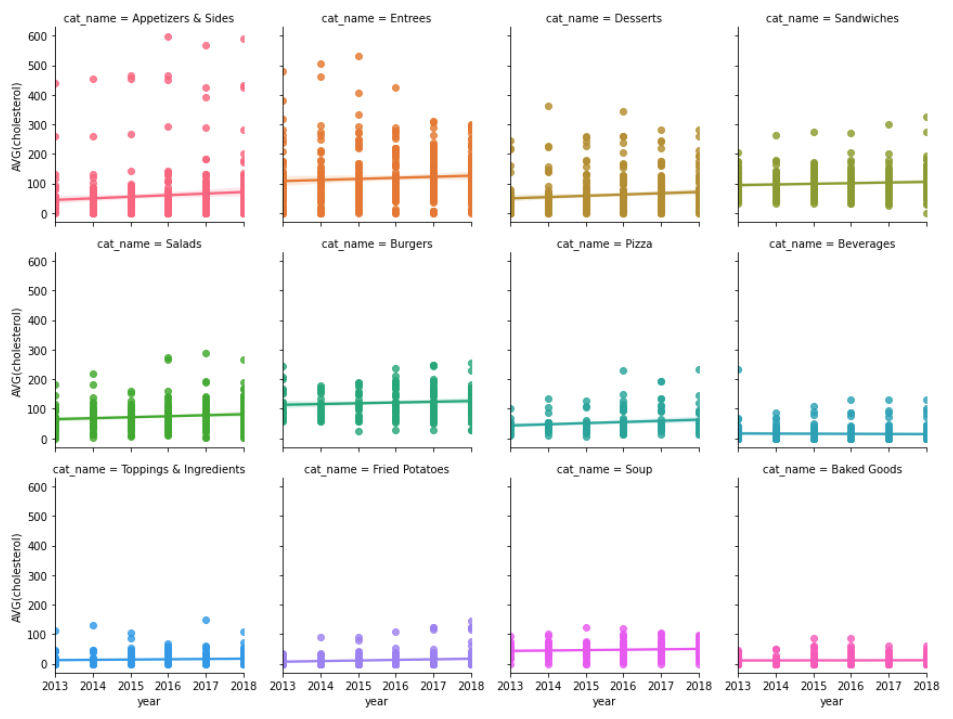 cat_name = Appetizers & Sides
cat_name = Entrees
cat_name = Desserts
cat_name = Sandwiches
600
500
400
300
200
100
0
AVG(cholesterol)
cat_name = Salads
cat_name = Burgers
cat_name = Pizza
cat_name = Beverages
600
500
400
300
200
100
0
AVG(cholesterol)
cat_name = Toppings & Ingredients
cat_name = Fried Potatoes
cat_name = Soup
cat_name = Baked Goods
600
500
400
300
200
100
0
AVG(cholesterol)
2013 2014 2015 2016 2017 2018
2013 2014 2015 2016 2017 2018
2013 2014 2015 2016 2017 2018
2013 2014 2015 2016 2017 2018
year
year
year
year